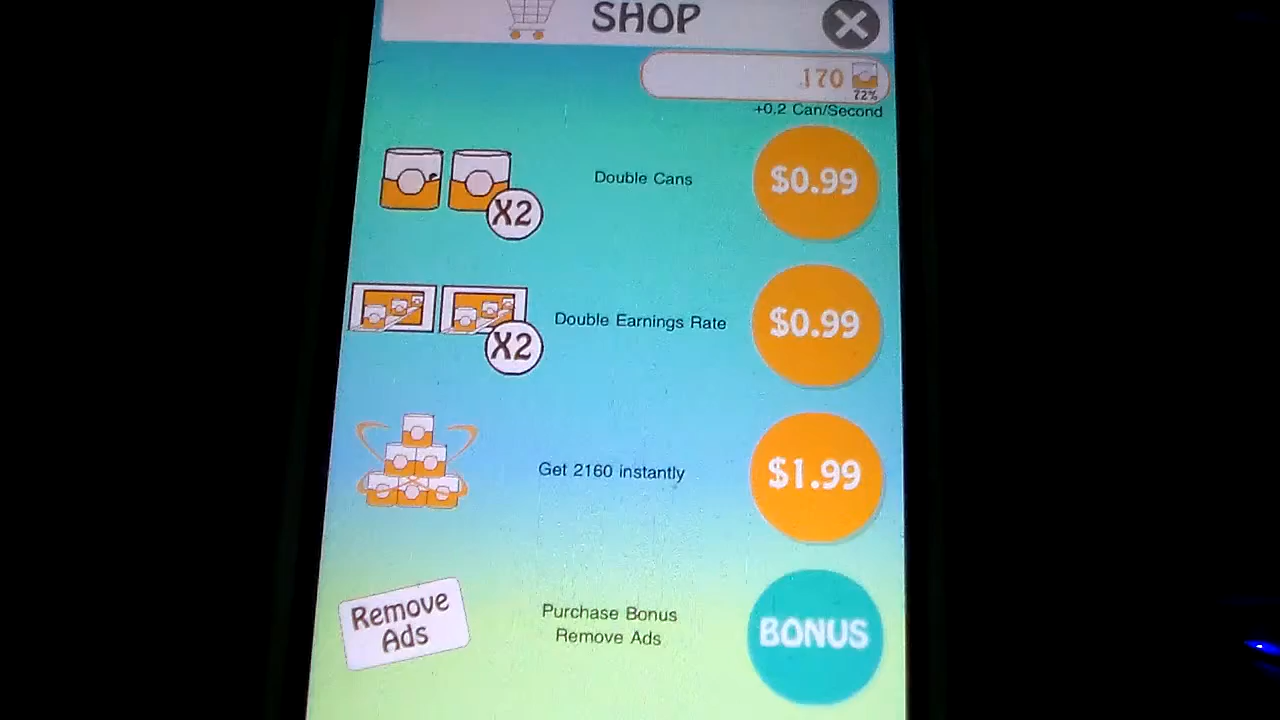 SHOP
170
72%
+0.2 Can/Second
Double Cans
$0.99
X2
Double Earnings Rate
$0.99
X2
Get 2160 instantly
$1.99
Remove
Ads
Purchase Bonus
Remove Ads
BONUS